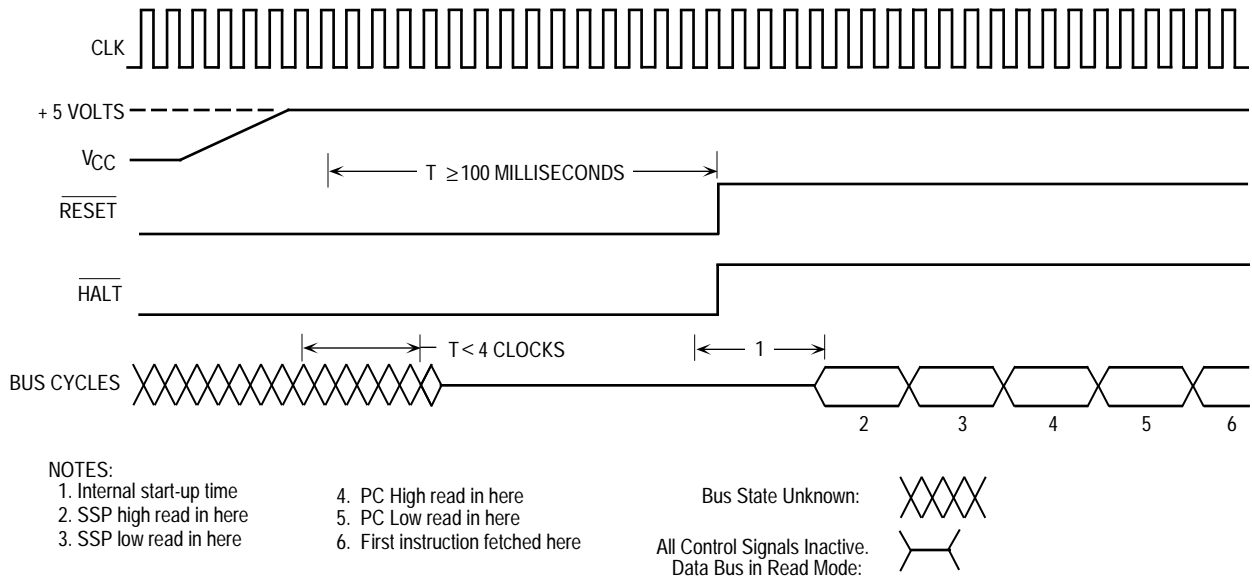 CLK
+ 5 VOLTS
VCC
T ≥100 MILLISECONDS
RESET
HALT
T< 4 CLOCKS
1
BUS CYCLES
2 3 4 5 6
NOTES:
1. Internal start-up time
2. SSP high read in here
3. SSP low read in here
4. PC High read in here
5. PC Low read in here
6. First instruction fetched here
Bus State Unknown:
All Control Signals Inactive.
Data Bus in Read Mode: